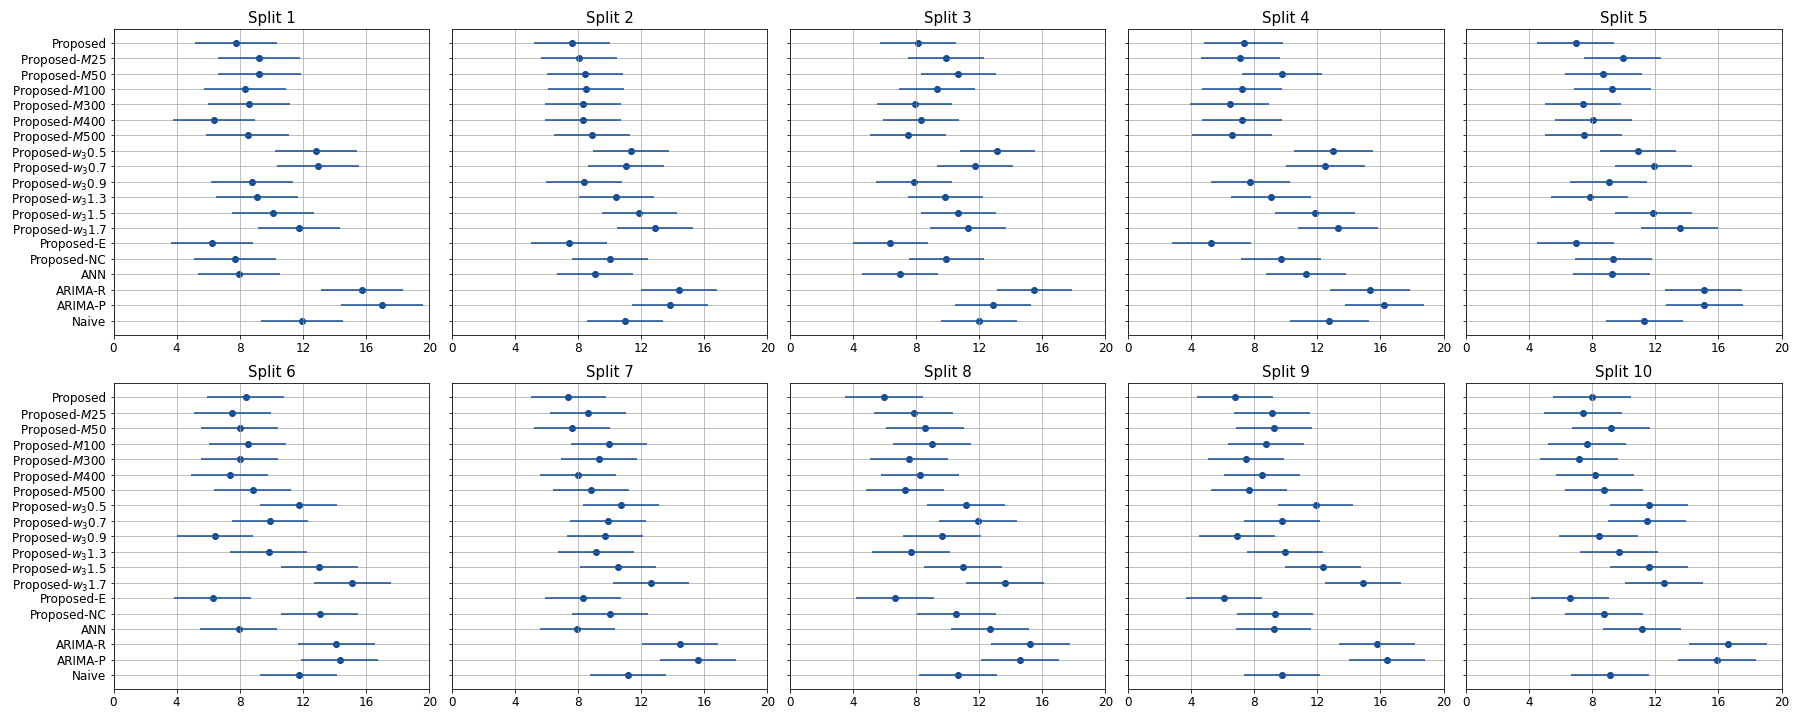 Split 1 Split 2 Split 3 Split 4 Split 5
Proposed
Proposed-M25
Proposed-M50
Proposed-M100
Proposed-M300
Proposed-M400
Proposed-M500
Proposed-w₃0.5
Proposed-w₃0.7
Proposed-w₃0.9
Proposed-w₃1.3
Proposed-w₃1.5
Proposed-w₃1.7
Proposed-E
Proposed-NC
ANN
ARIMA-R
ARIMA-P
Naive
0 4 8 12 16 20 0 4 8 12 16 20 0 4 8 12 16 20 0 4 8 12 16 20 0 4 8 12 16 20
Split 6 Split 7 Split 8 Split 9 Split 10
Proposed
Proposed-M25
Proposed-M50
Proposed-M100
Proposed-M300
Proposed-M400
Proposed-M500
Proposed-w₃0.5
Proposed-w₃0.7
Proposed-w₃0.9
Proposed-w₃1.3
Proposed-w₃1.5
Proposed-w₃1.7
Proposed-E
Proposed-NC
ANN
ARIMA-R
ARIMA-P
Naive
0 4 8 12 16 20 0 4 8 12 16 20 0 4 8 12 16 20 0 4 8 12 16 20 0 4 8 12 16 20